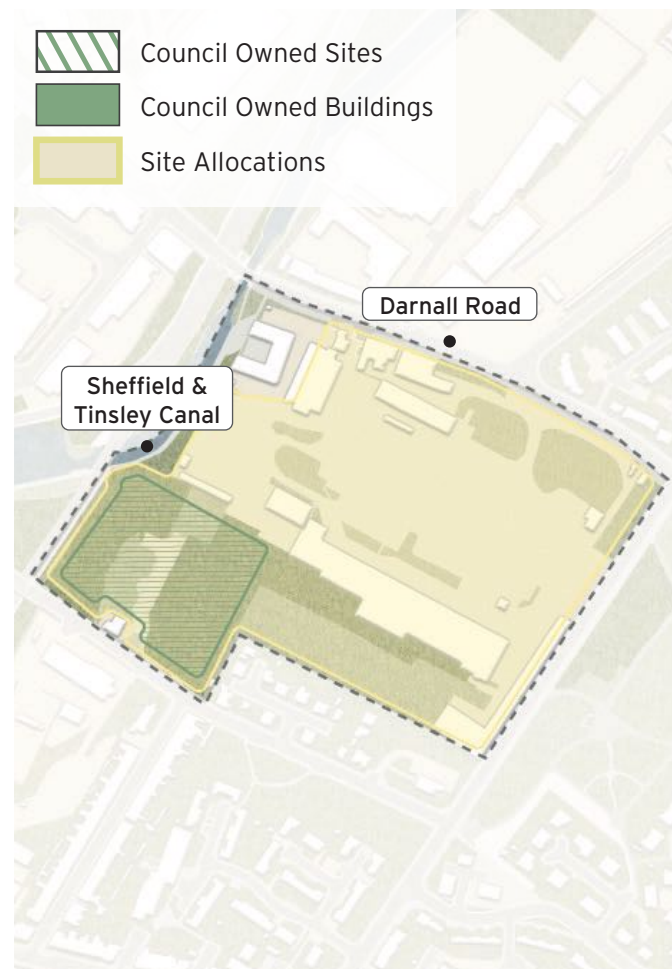 Council Owned Sites
Council Owned Buildings
Site Allocations
Darnall Road
Sheffield &
Tinsley Canal